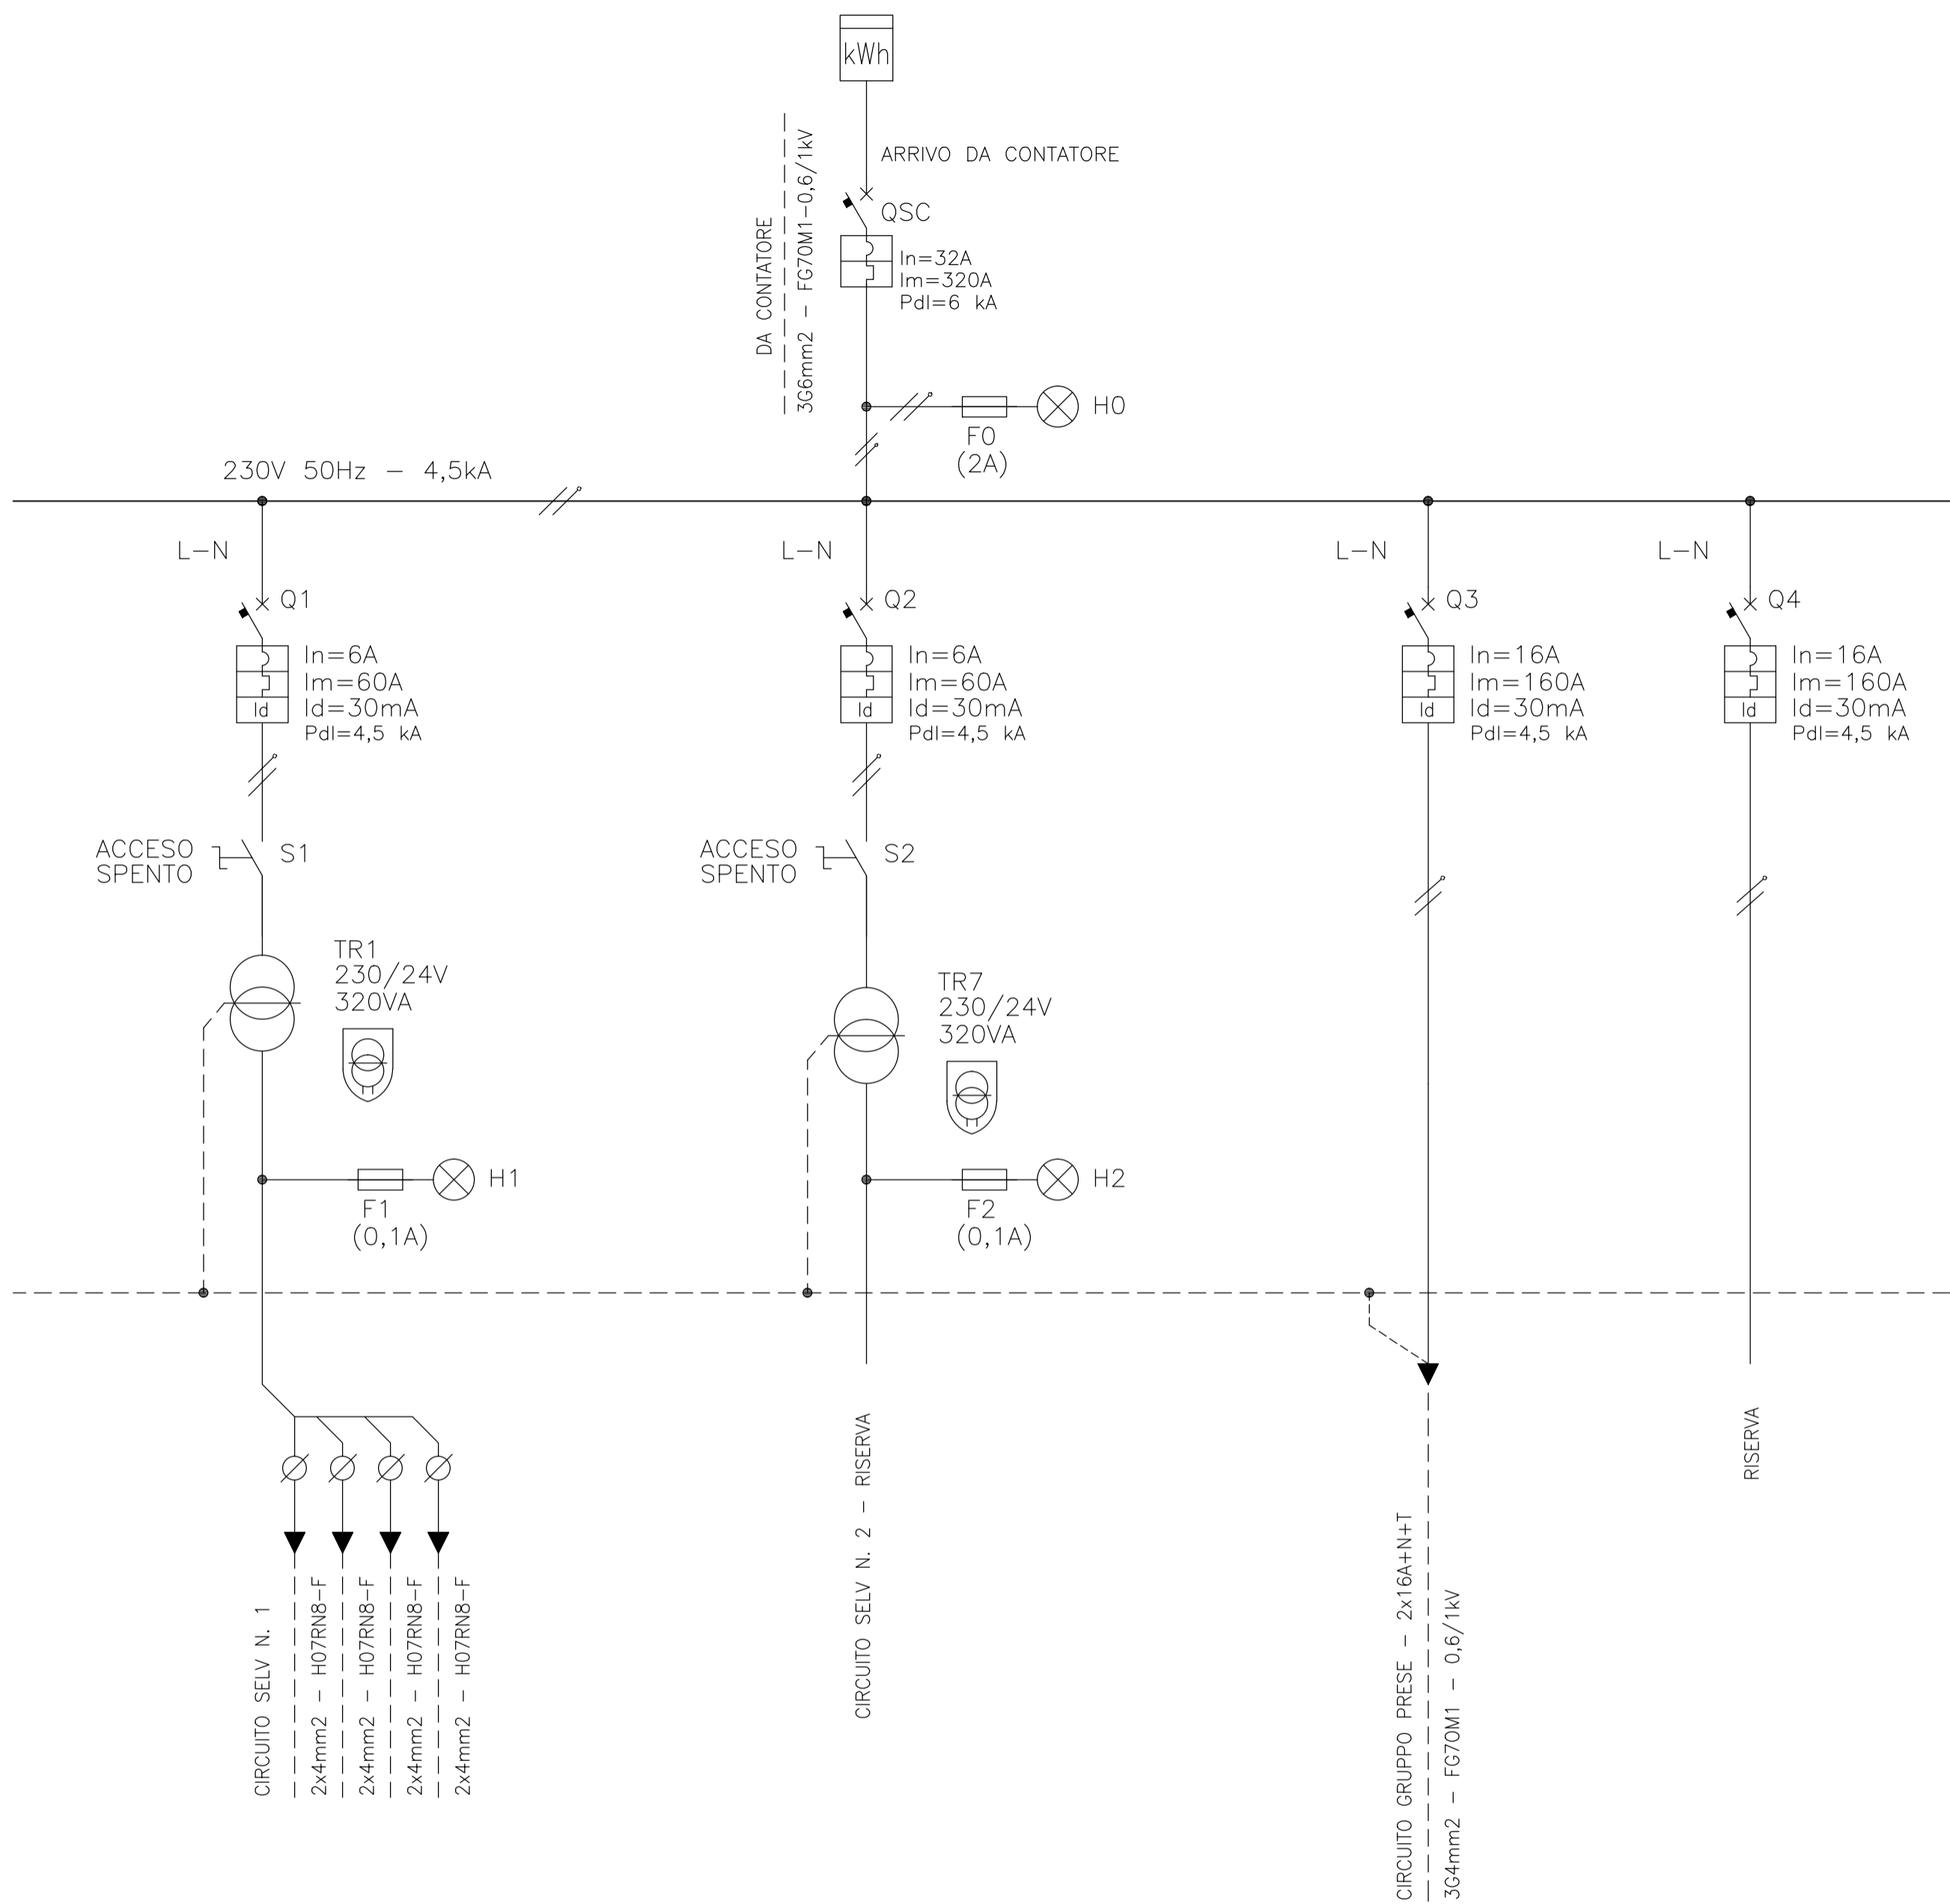 kWh
ARRIVO DA CONTATORE
DA CONTATORE
3G6mm2 - FG7OM1-0,6/1kV
QSC
In=32A
Im=320A
PdI=6 kA
H0
F0
(2A)
230V 50Hz - 4,5kA
L-N
L-N
L-N
L-N
Q1
In=6A
Im=60A
Id=30mA
PdI=4,5 kA
Id
Q2
In=6A
Im=60A
Id=30mA
PdI=4,5 kA
Id
Q3
In=16A
Im=160A
Id=30mA
PdI=4,5 kA
Id
Q4
In=16A
Im=160A
Id=30mA
PdI=4,5 kA
Id
ACCESO
SPENTO
S1
ACCESO
SPENTO
S2
TR1
230/24V
320VA
TR7
230/24V
320VA
H1
F1
(0,1A)
H2
F2
(0,1A)
CIRCUITO SELV N. 1
2x4mm2 - H07RN8-F
2x4mm2 - H07RN8-F
2x4mm2 - H07RN8-F
2x4mm2 - H07RN8-F
CIRCUITO SELV N. 2 - RISERVA
CIRCUITO GRUPPO PRESE - 2x16A+N+T
3G4mm2 - FG7OM1 - 0,6/1kV
RISERVA